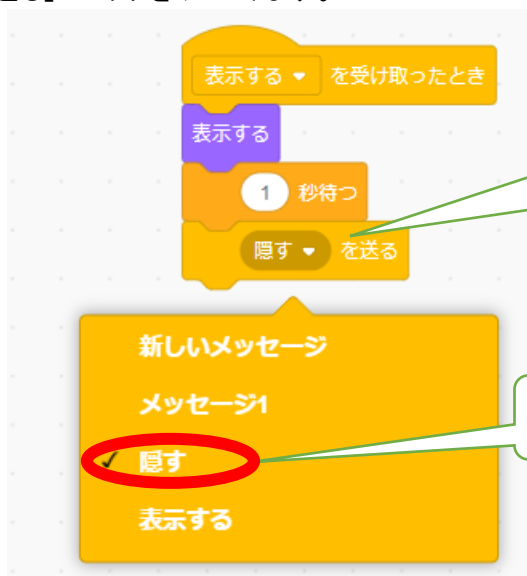 表示する を受け取ったとき
表示する
1 秒待つ
隠す を送る
新しいメッセージ
メッセージ1
✓ 隠す
表示する